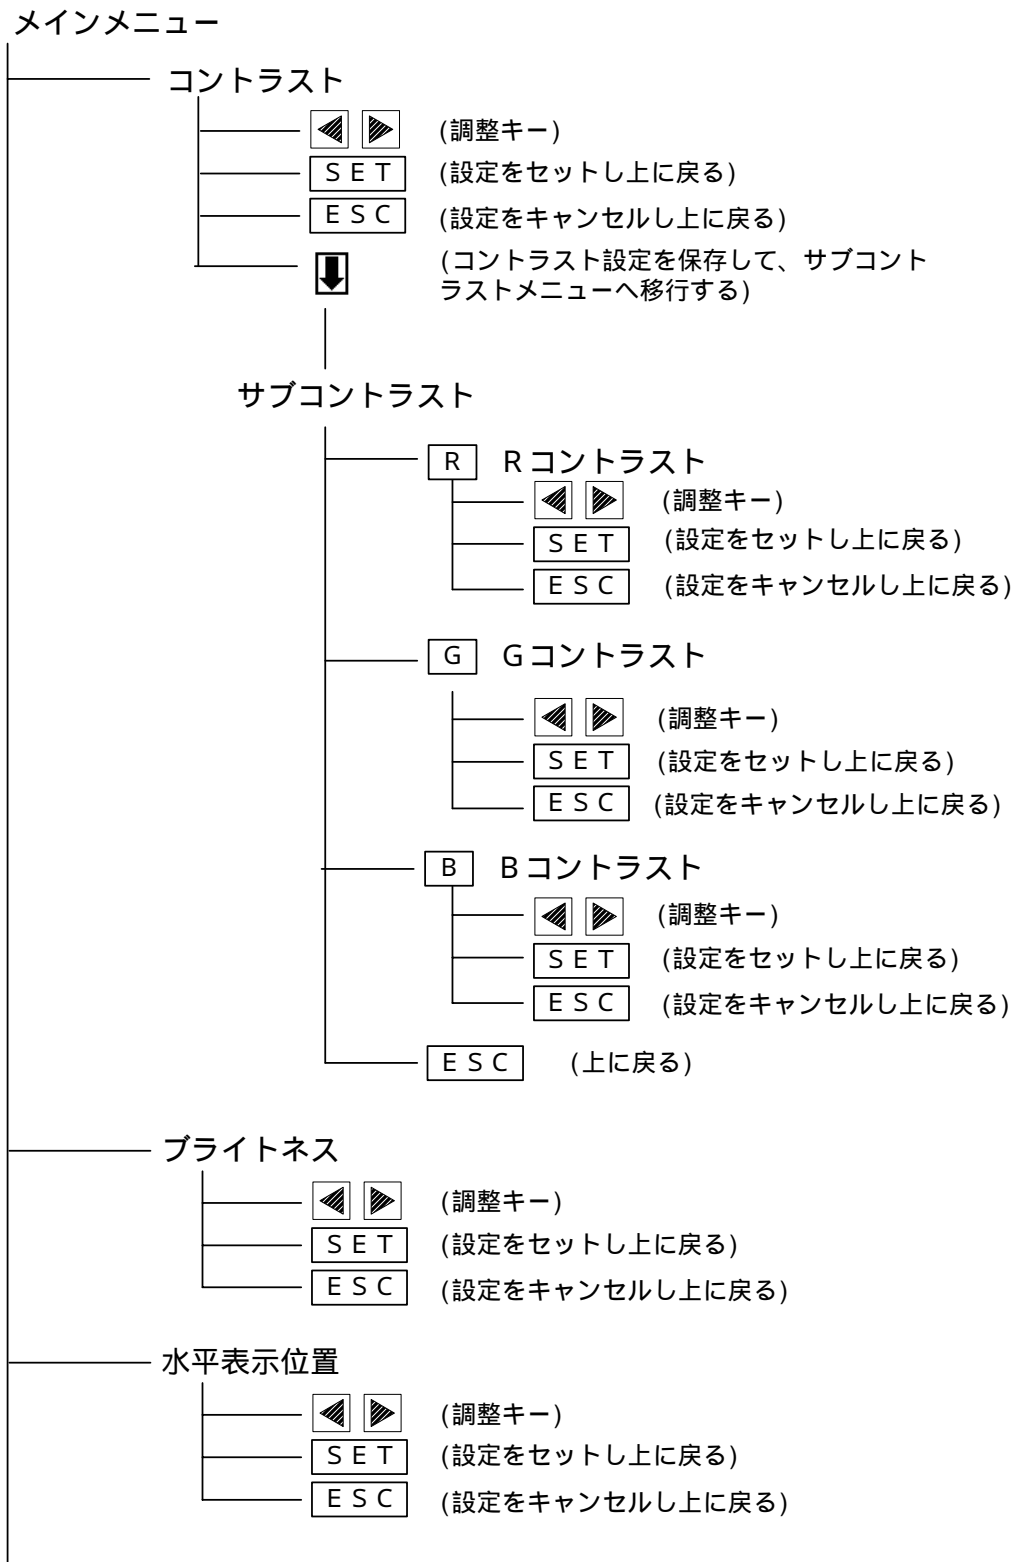 メインメニュー
コントラスト
(調整キー)
SET (設定をセットし上に戻る)
ESC (設定をキャンセルし上に戻る)
(コントラスト設定を保存して、サブコント
ラストメニューへ移行する)
サブコントラスト
R Rコントラスト
(調整キー)
SET (設定をセットし上に戻る)
ESC (設定をキャンセルし上に戻る)
G Gコントラスト
(調整キー)
SET (設定をセットし上に戻る)
ESC (設定をキャンセルし上に戻る)
B Bコントラスト
(調整キー)
SET (設定をセットし上に戻る)
ESC (設定をキャンセルし上に戻る)
ESC (上に戻る)
ブライトネス
(調整キー)
SET (設定をセットし上に戻る)
ESC (設定をキャンセルし上に戻る)
水平表示位置
(調整キー)
SET (設定をセットし上に戻る)
ESC (設定をキャンセルし上に戻る)